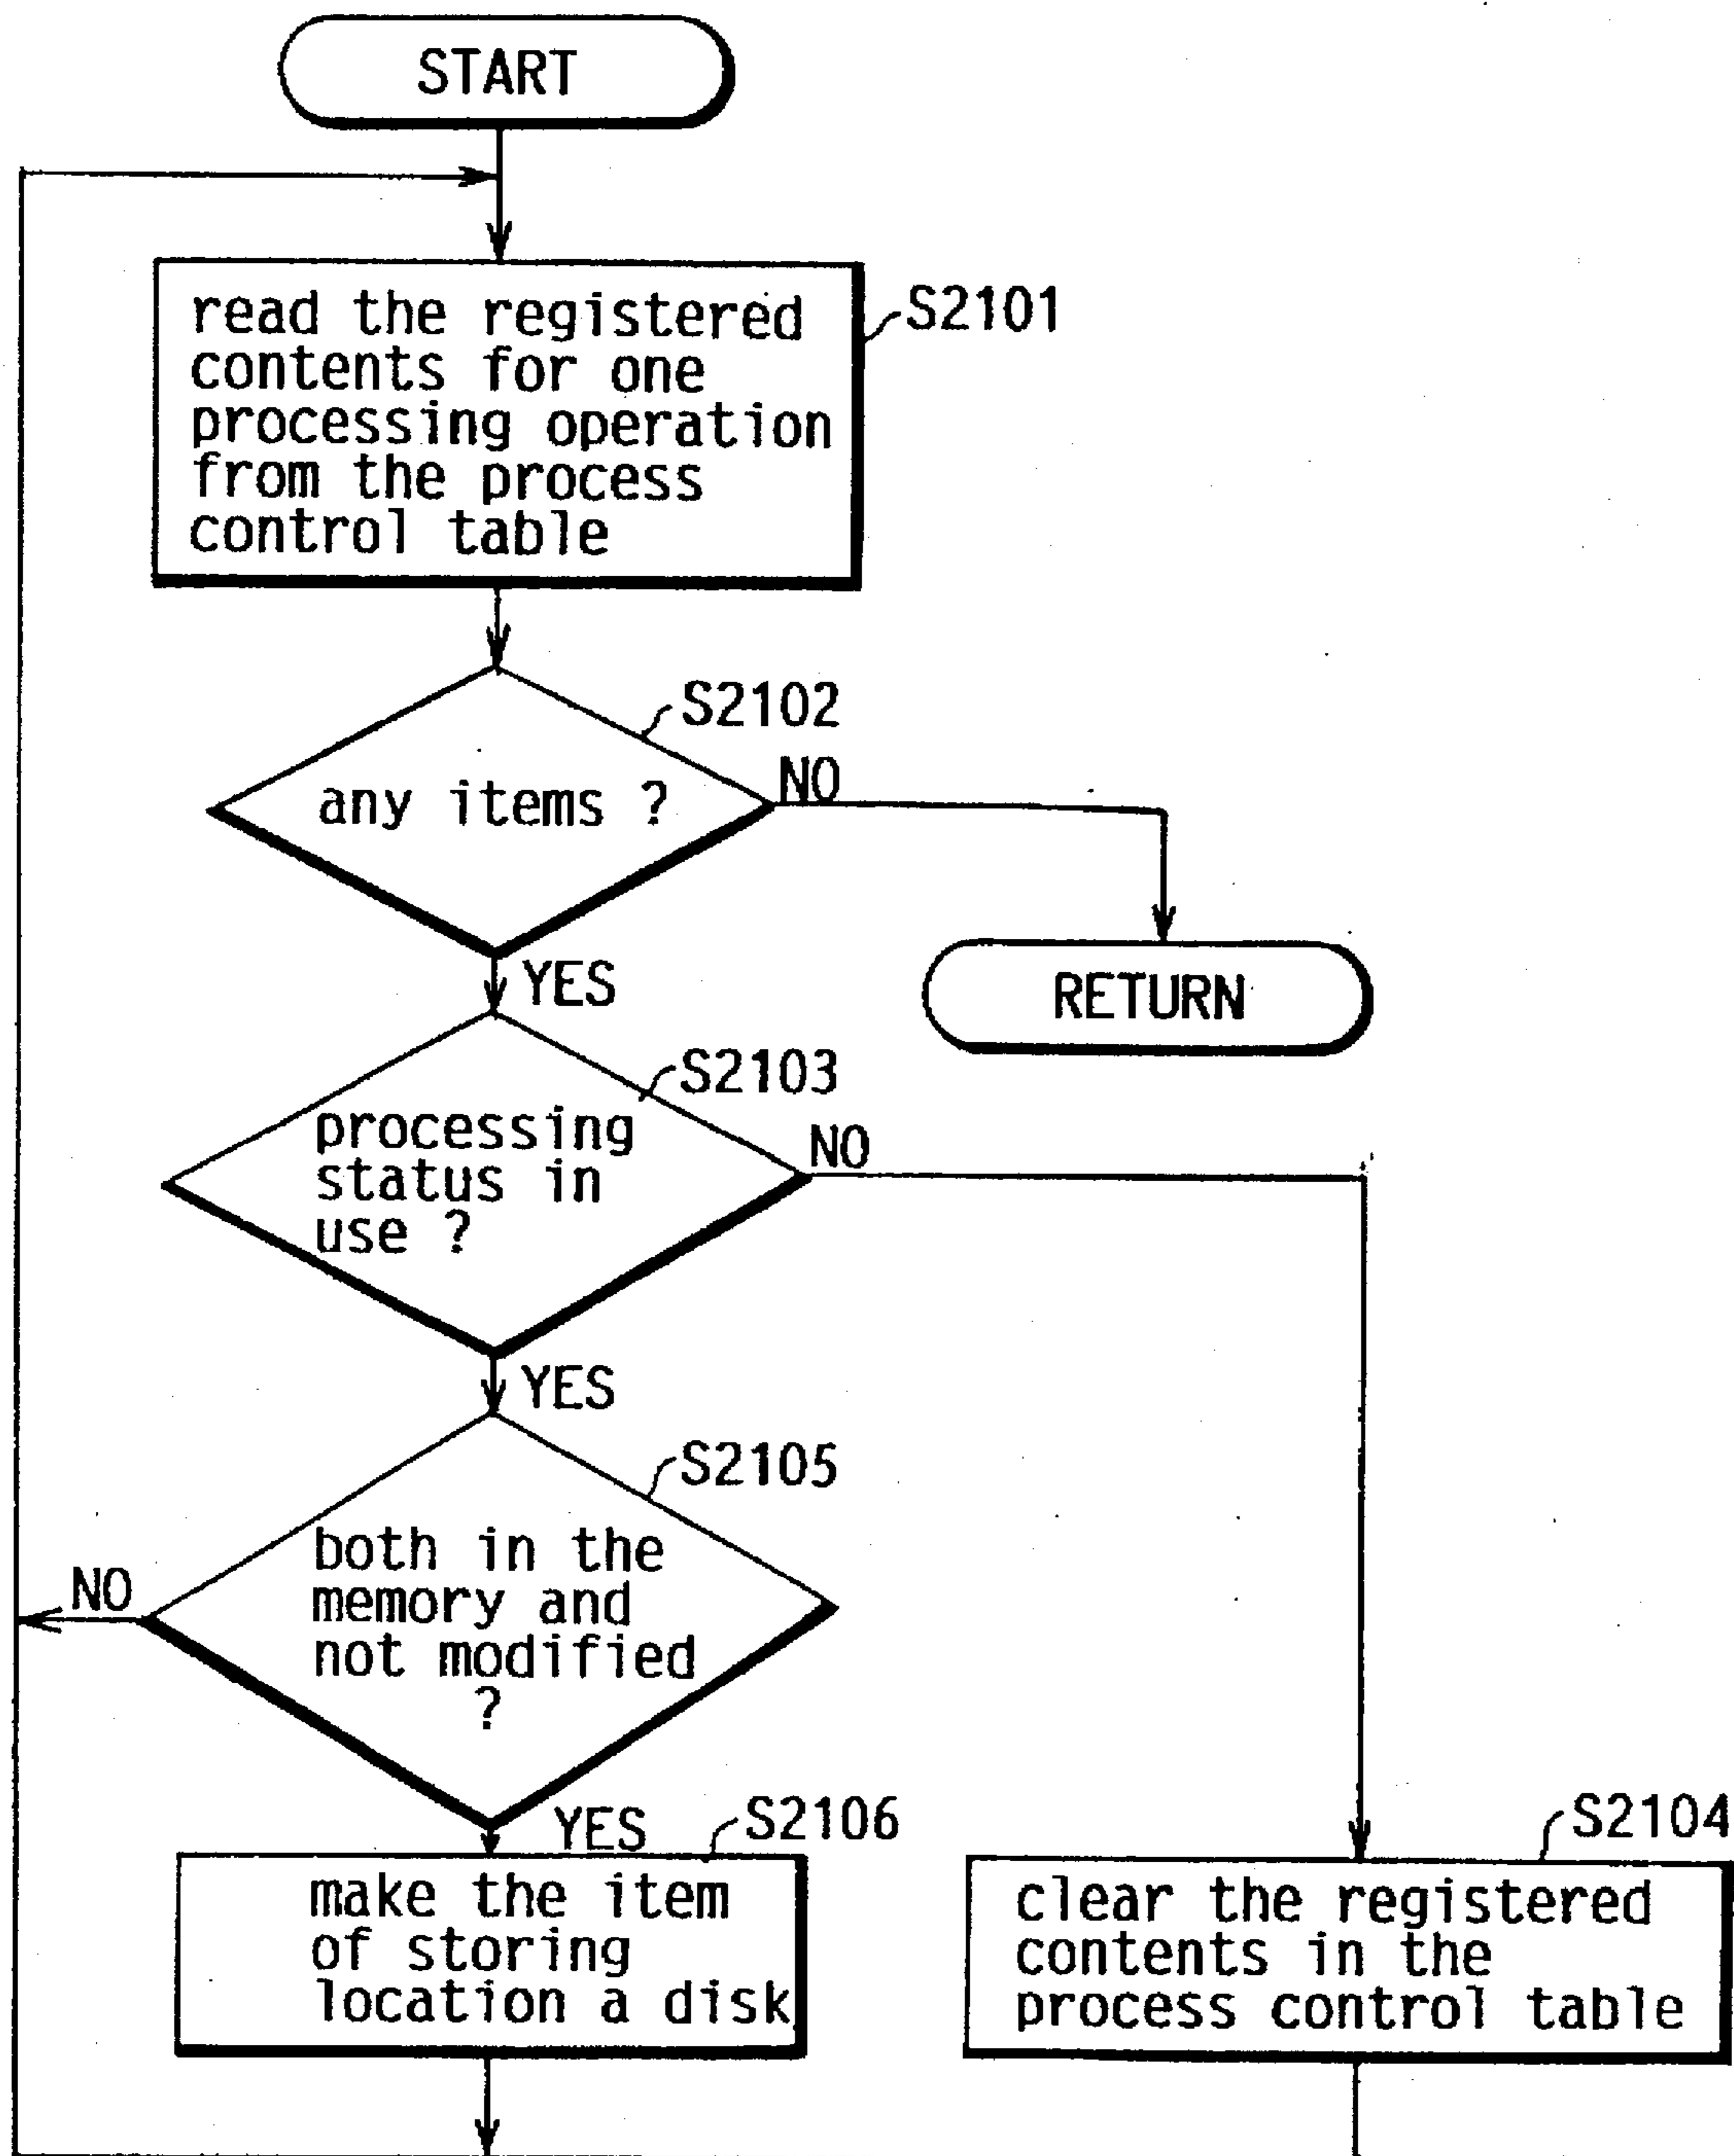 START
read the registered
contents for one
processing operation
from the process
control table
S2101
S2102
any items ?
NO
YES
RETURN
S2103
processing
status in
use ?
NO
YES
S2105
both in the
memory and
not modified
?
NO
YES
S2106
make the item
of storing
location a disk
S2104
clear the registered
contents in the
process control table